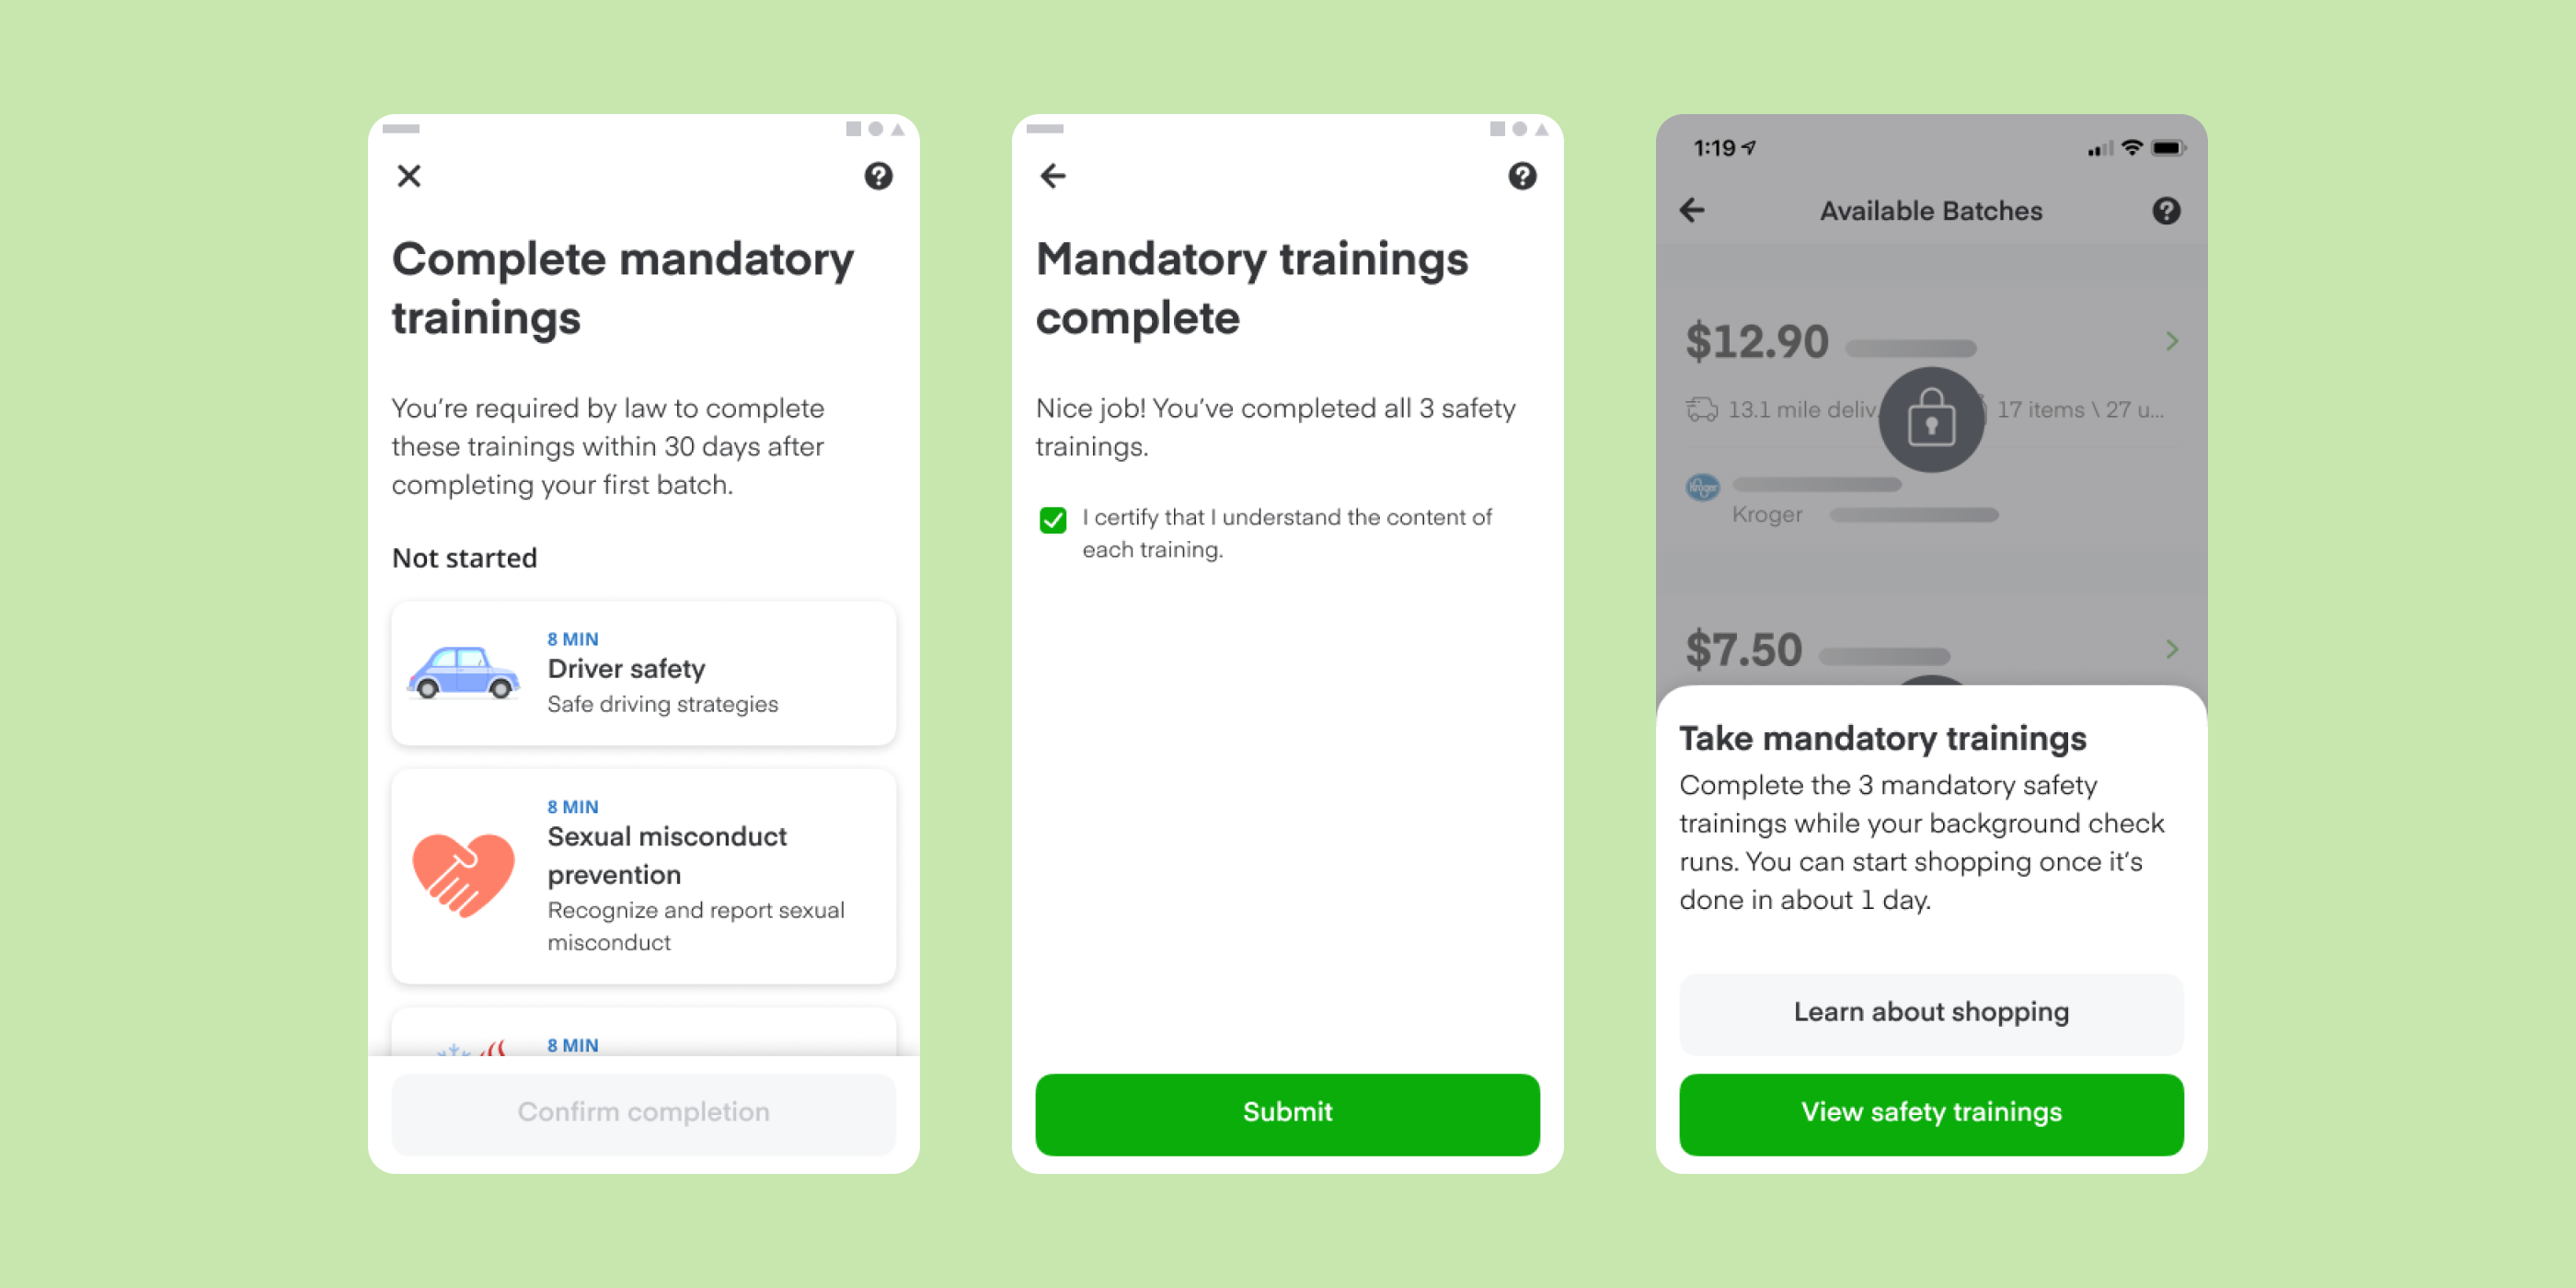 Complete mandatory
trainings
You're required by law to complete
these trainings within 30 days after
completing your first batch.
Not started
8 MIN
Driver safety
Safe driving strategies
8 MIN
Sexual misconduct
prevention
Recognize and report sexual
misconduct
8 MIN
Confirm completion
Mandatory trainings
complete
Nice job! You've completed all 3 safety
trainings.
I certify that I understand the content of
each training.
Submit
1:19
Available Batches
$12.90
13.1 mile deliv.
17 items \ 27 u...
Kroger
Kroger
$7.50
Take mandatory trainings
Complete the 3 mandatory safety
trainings while your background check
runs. You can start shopping once it's
done in about 1 day.
Learn about shopping
View safety trainings